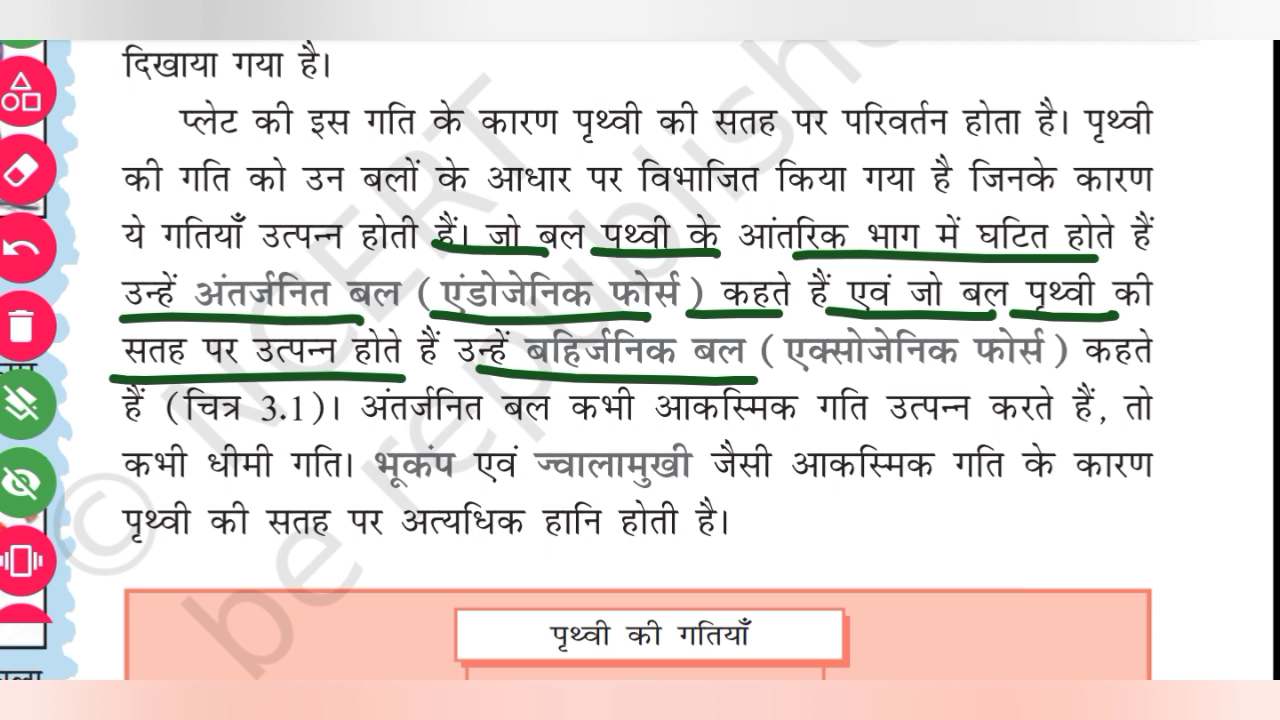 दिखाया गया है।
प्लेट की इस गति के कारण पृथ्वी की सतह पर परिवर्तन होता है। पृथ्वी
की गति को उन बलों के आधार पर विभाजित किया गया है जिनके कारण
ये गतियाँ उत्पन्न होती हैं। जो बल पृथ्वी के आंतरिक भाग में घटित होते हैं
उन्हें अंतर्जनित बल (एंडोजेनिक फोर्स) कहते हैं एवं जो बल पृथ्वी की
सतह पर उत्पन्न होते हैं उन्हें बहिर्जनिक बल (एक्सोजेनिक फोर्स) कहते
हैं (चित्र 3.1)। अंतर्जनित बल कभी आकस्मिक गति उत्पन्न करते हैं, तो
कभी धीमी गति। भूकंप एवं ज्वालामुखी जैसी आकस्मिक गति के कारण
पृथ्वी की सतह पर अत्यधिक हानि होती है।
पृथ्वी की गतियाँ
© NCERT
be republished